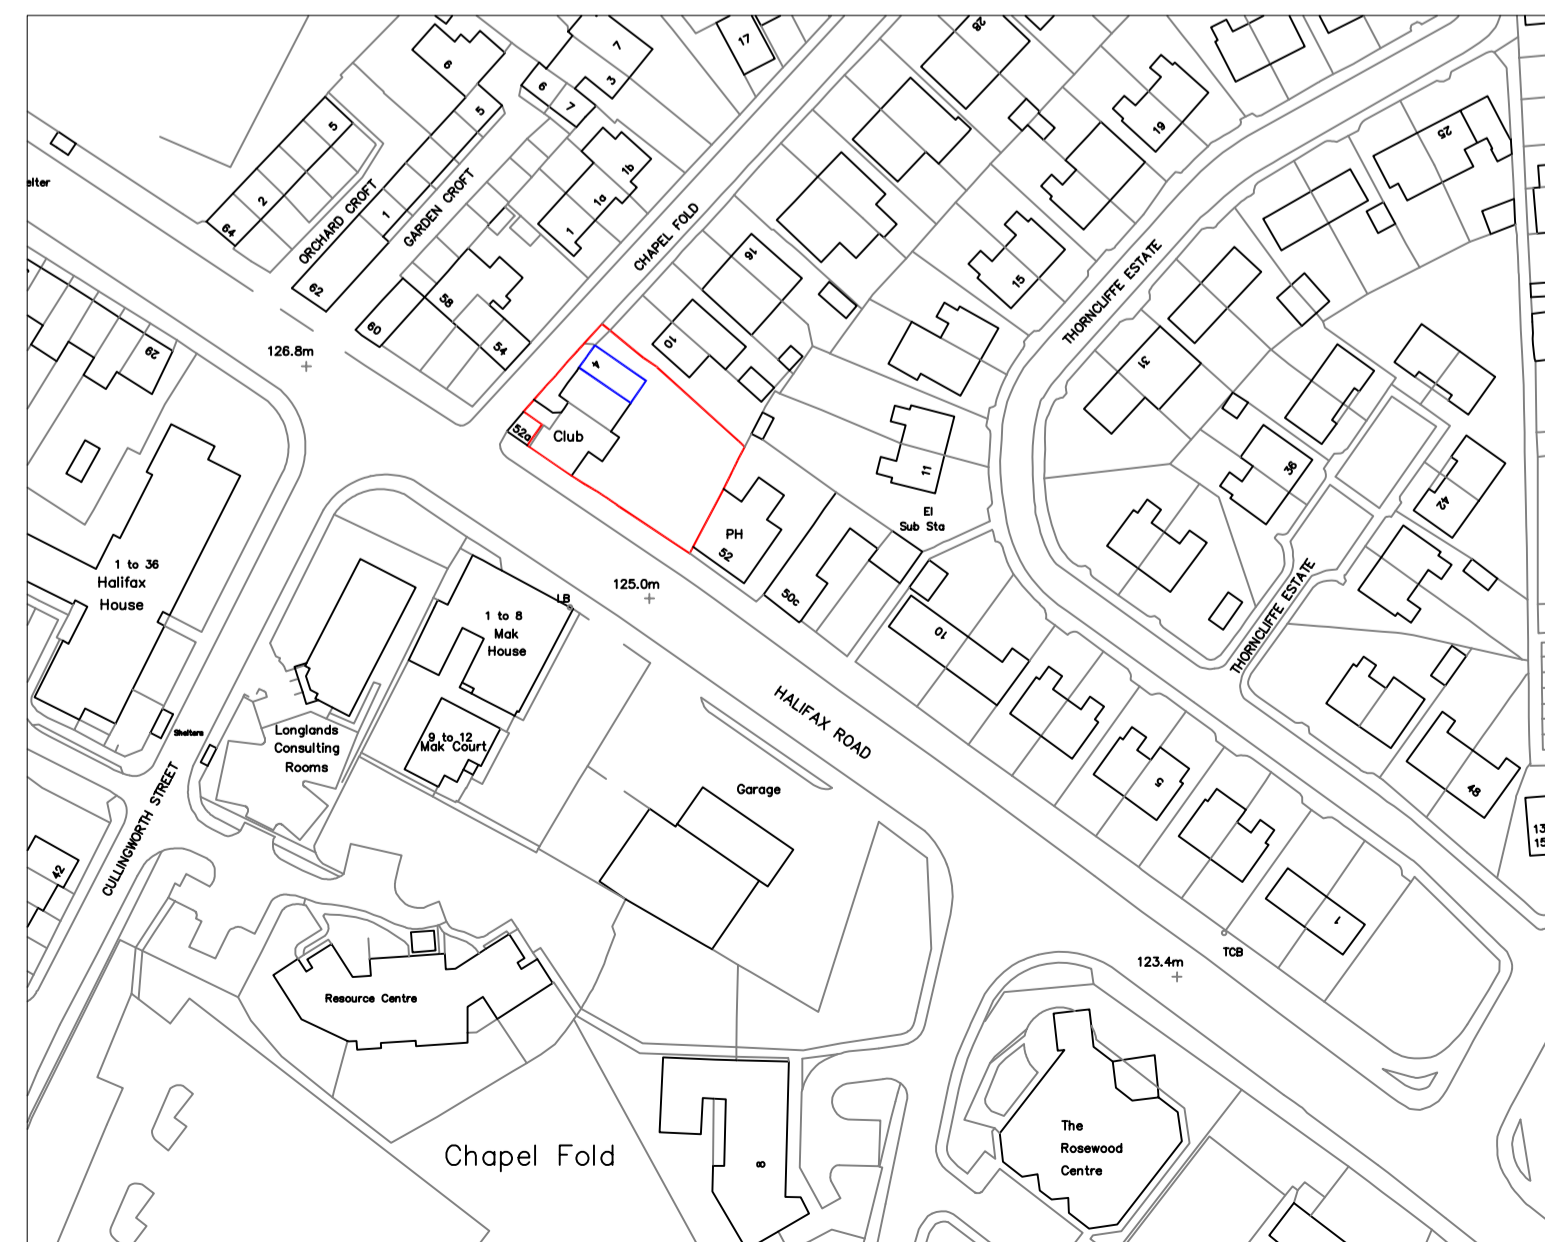 28
7
17
6
3
6
5
7
5
19
25
1b
elter
2
1
1a
64
ORCHARD CROFT
GARDEN CROFT
1
CHAPEL FOLD
16
THORNCLIFFE ESTATE
15
62
58
60
54
10
126.8m
29
4
31
52a
Club
11
36
42
El
Sub Sta
PH
52
1 to 36
Halifax
House
125.0m
LB
50c
10
1 to 8
Mak
House
THORNCLIFFE ESTATE
HALIFAX ROAD
Shelters
Longlands
Consulting
Rooms
9 to 12
Mak Court
5
48
Garage
CULLINGWORTH STREET
42
13
15
1
TCB
123.4m
Resource Centre
Chapel Fold
8
The
Rosewood
Centre